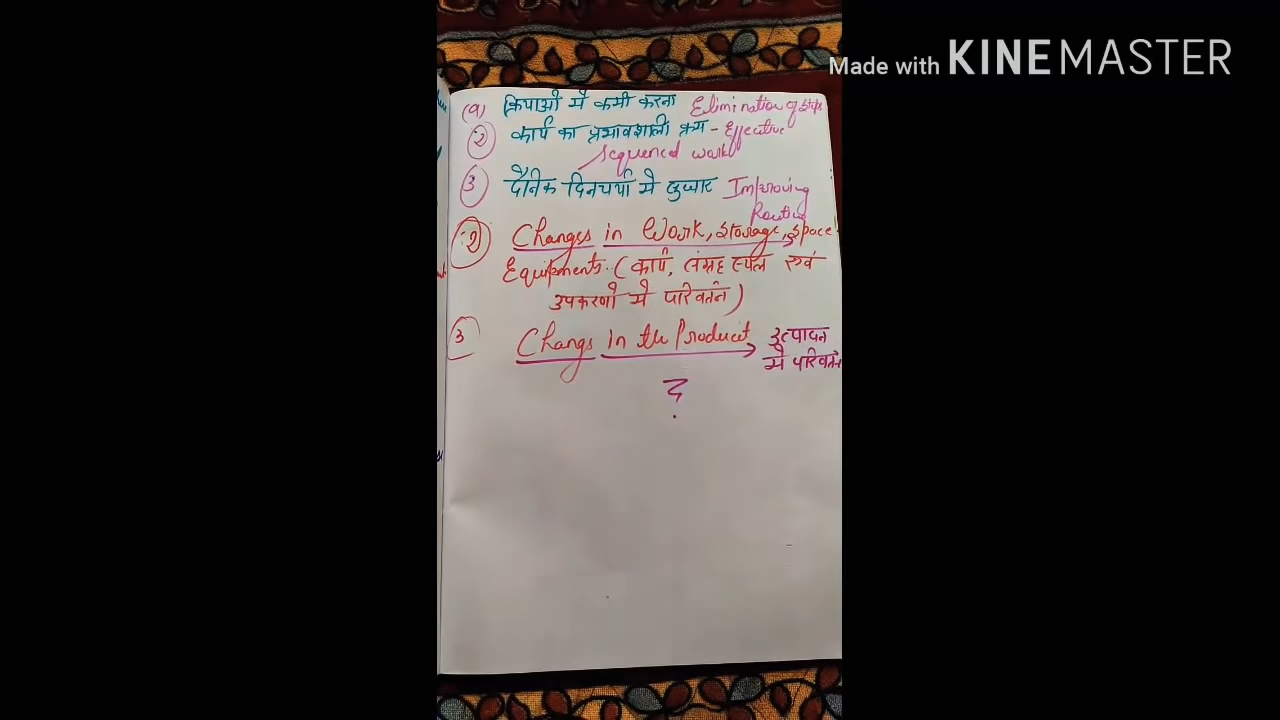 Made with KINEMASTER
(a) क्रियाओं में कमी करना Elimination of steps
2 कार्य का प्रभावशाली क्रम - Effective
sequenced work
3 दैनिक दिनचर्या में सुधार Improving
Routine
2 Changes in Work, Storage, Space
Equipments. (कार्य, संग्रह स्थल एवं
उपकरणों में परिवर्तन)
3 Changs in the Product, उत्पादन
में परिवर्तन
?